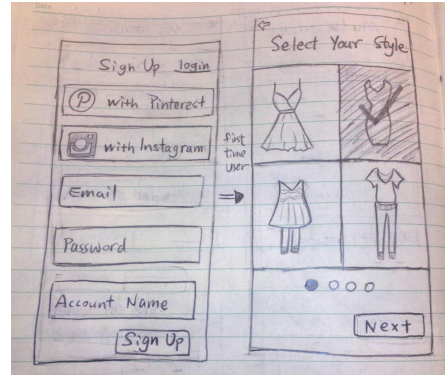 Date
Sign Up login
with Pinterest
with Instagram
Email
Password
Account Name
Sign Up
first
time
user
Select Your Style
Next